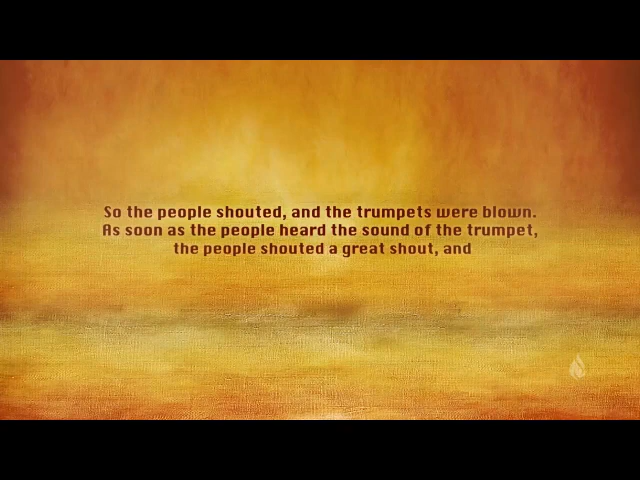 So the people shouted, and the trumpets were blown.
As soon as the people heard the sound of the trumpet,
the people shouted a great shout, and